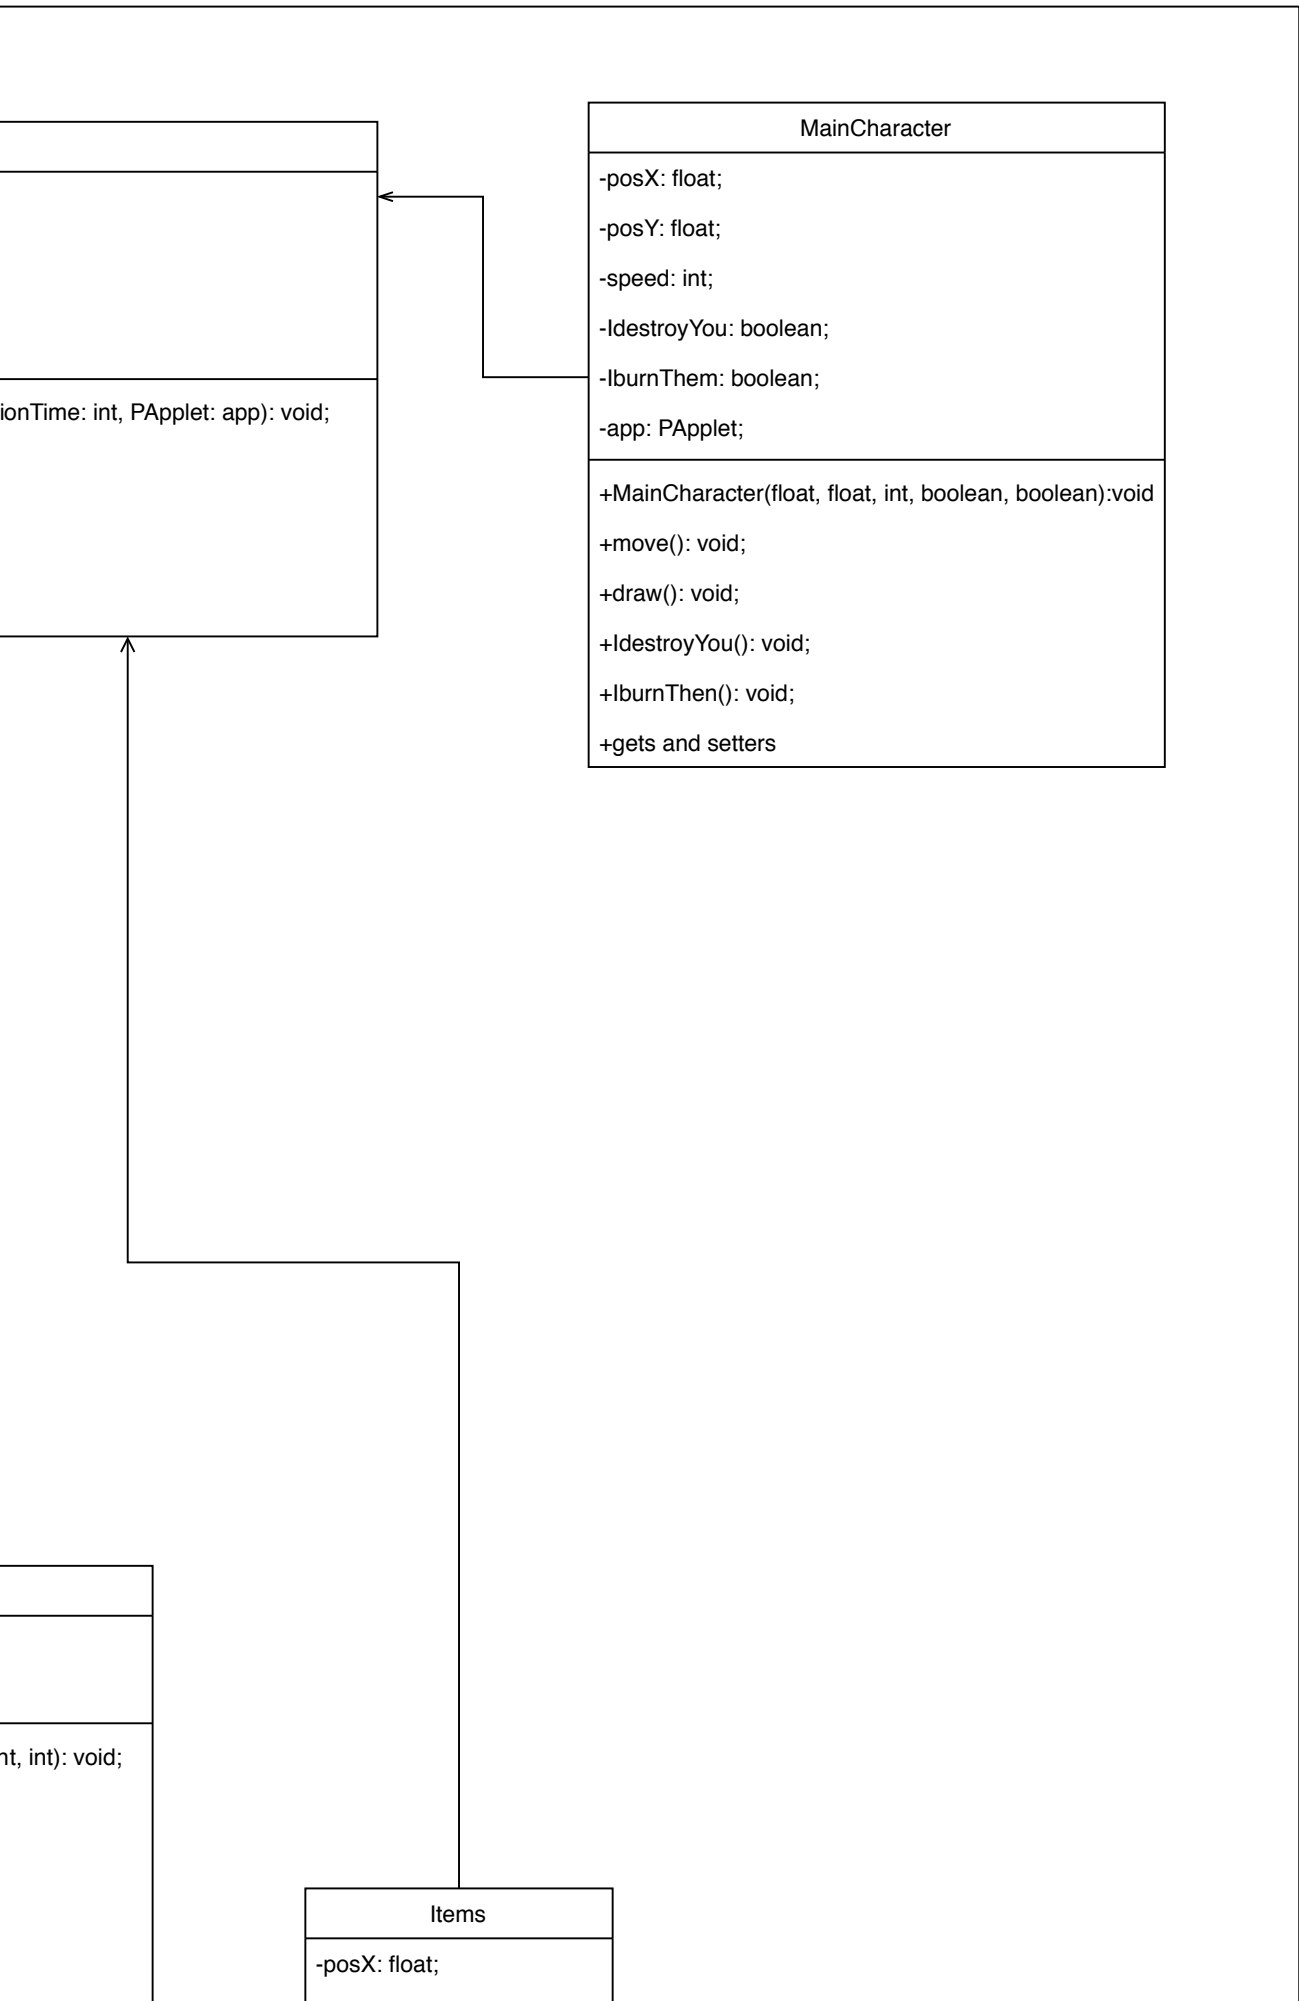 MainCharacter
-posX: float;
-posY: float;
-speed: int;
-IdestroyYou: boolean;
-IburnThem: boolean;
-app: PApplet;
+MainCharacter(float, float, int, boolean, boolean):void
+move(): void;
+draw(): void;
+IdestroyYou(): void;
+IburnThen(): void;
+gets and setters
ionTime: int, PApplet: app): void;
nt, int): void;
Items
-posX: float;